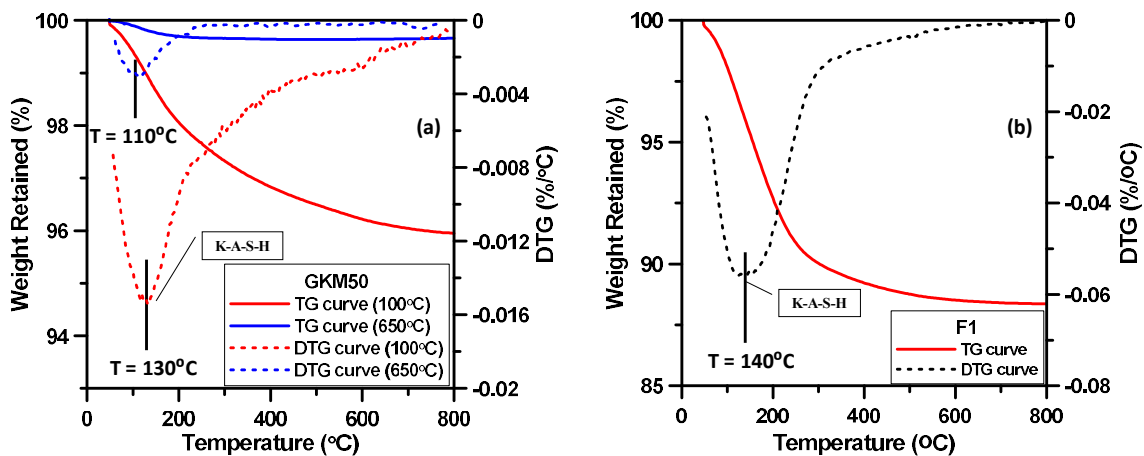 100
98
96
94
Weight Retained (%)
0
-0.004
-0.008
-0.012
-0.016
-0.02
DTG (%/°C)
(a)
T = 110°C
K-A-S-H
T = 130°C
GKM50
TG curve (100°C)
TG curve (650°C)
DTG curve (100°C)
DTG curve (650°C)
0 200 400 600 800
Temperature (°C)
100
95
90
85
Weight Retained (%)
0
-0.02
-0.04
-0.06
-0.08
DTG (%/oC)
(b)
K-A-S-H
T = 140°C
F1
TG curve
DTG curve
0 200 400 600 800
Temperature (OC)